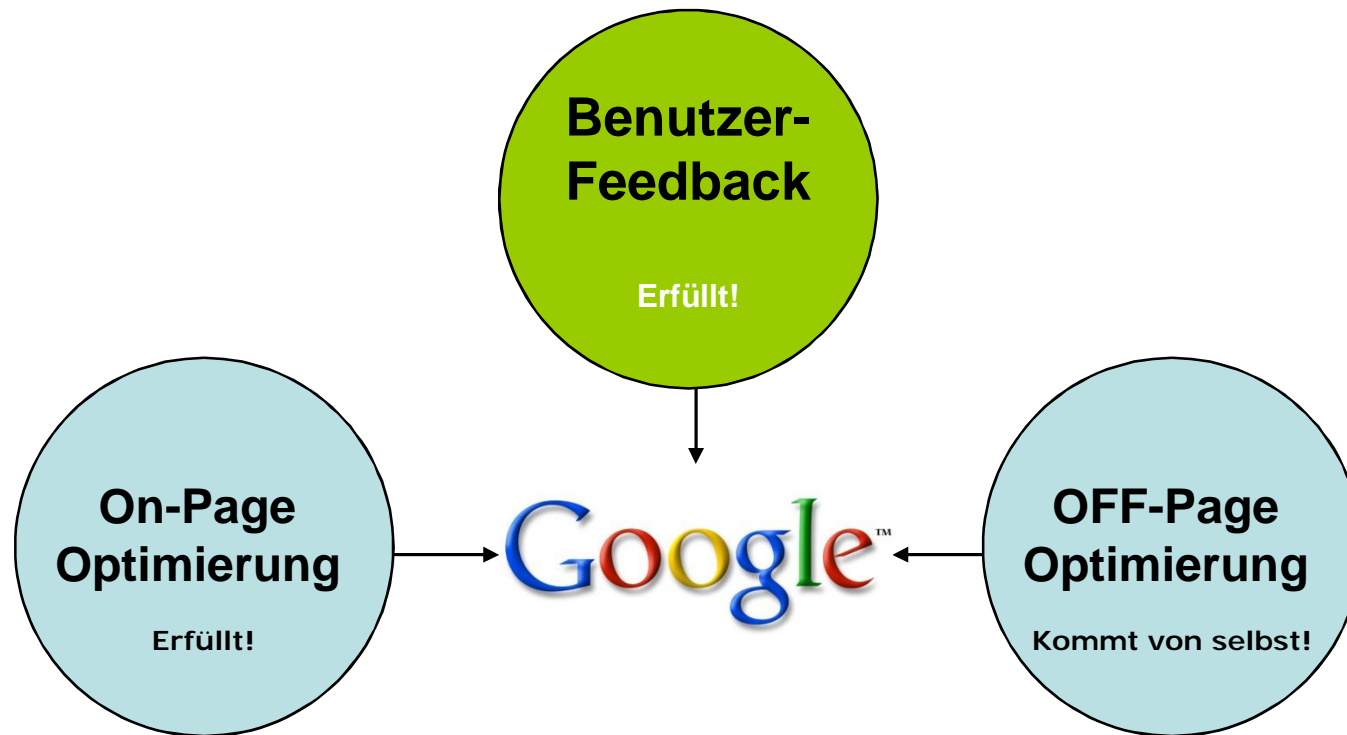 Benutzer-
Feedback
Erfüllt!
On-Page
Optimierung
Erfüllt!
Google™
OFF-Page
Optimierung
Kommt von selbst!